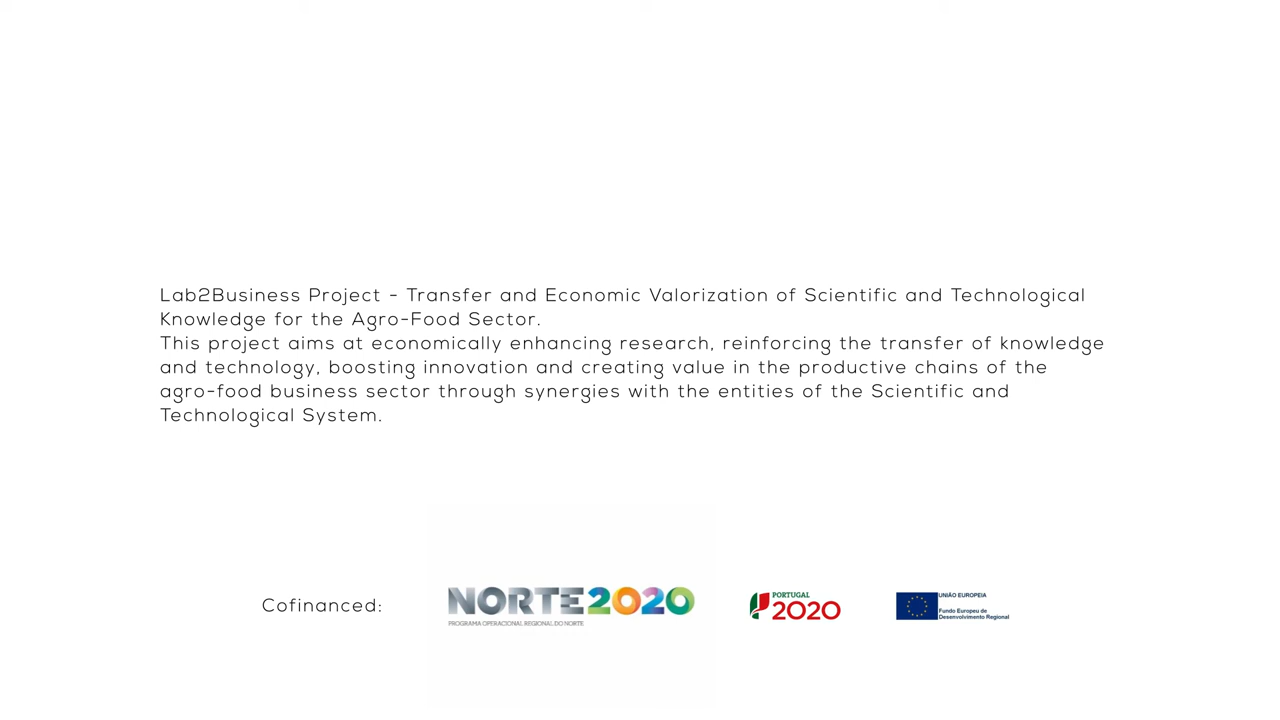 Lab2Business Project - Transfer and Economic Valorization of Scientific and Technological
Knowledge for the Agro-Food Sector.
This project aims at economically enhancing research, reinforcing the transfer of knowledge
and technology, boosting innovation and creating value in the productive chains of the
agro-food business sector through synergies with the entities of the Scientific and
Technological System.
Cofinanced:
NORTE2020
PROGRAMA OPERACIONAL REGIONAL DO NORTE
PORTUGAL
2020
UNIÃO EUROPEIA
Fundo Europeu de
Desenvolvimento Regional